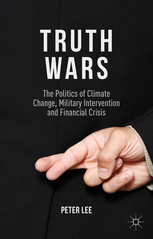 TRUTH
WARS
The Politics of Climate
Change, Military Intervention
and Financial Crisis
PETER LEE